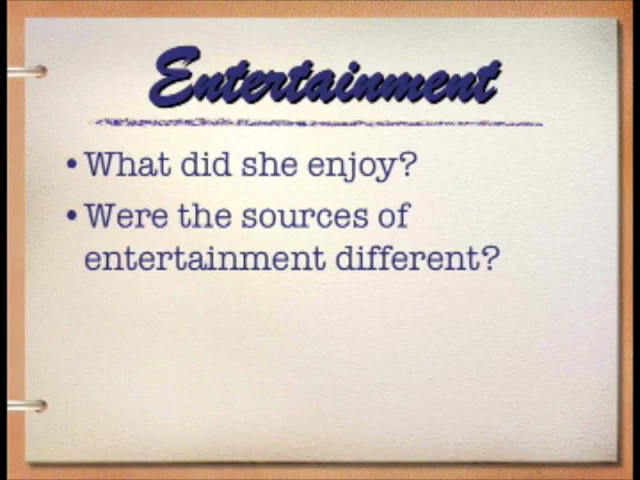 Entertainment
• What did she enjoy?
• Were the sources of
entertainment different?